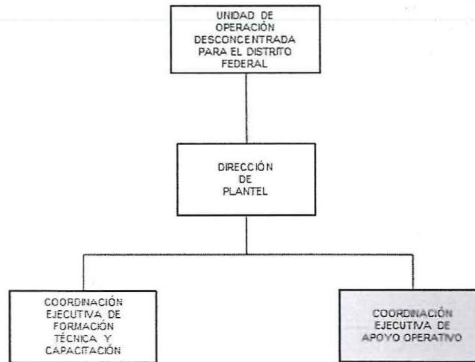 UNIDAD DE
OPERACIÓN
DESCONCENTRADA
PARA EL DISTRITO
FEDERAL
DIRECCIÓN
DE
PLANTEL
COORDINACIÓN
EJECUTIVA DE
FORMACIÓN
TÉCNICA Y
CAPACITACIÓN
COORDINACIÓN
EJECUTIVA DE
APOYO OPERATIVO